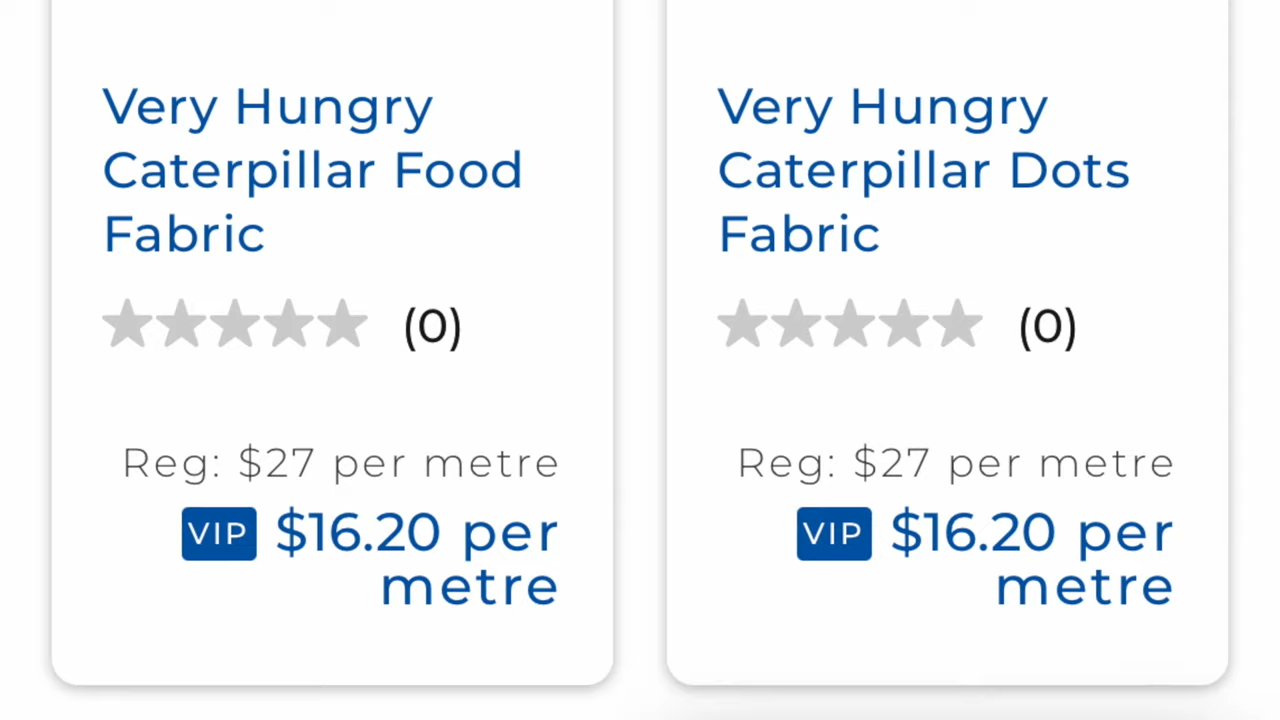 Very Hungry
Caterpillar Food
Fabric
(0)
Reg: $27 per metre
VIP $16.20 per
metre
Very Hungry
Caterpillar Dots
Fabric
(0)
Reg: $27 per metre
VIP $16.20 per
metre